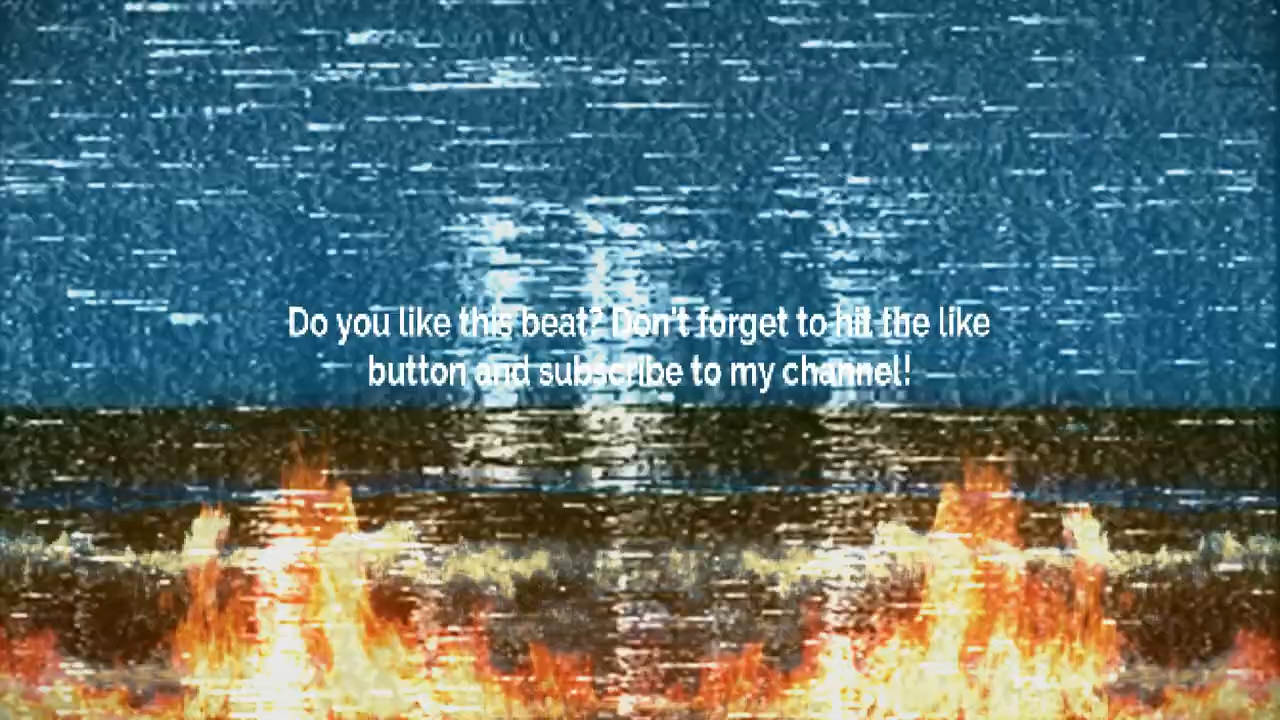 Do you like this beat? Don't forget to hit the like
button and subscribe to my channel!